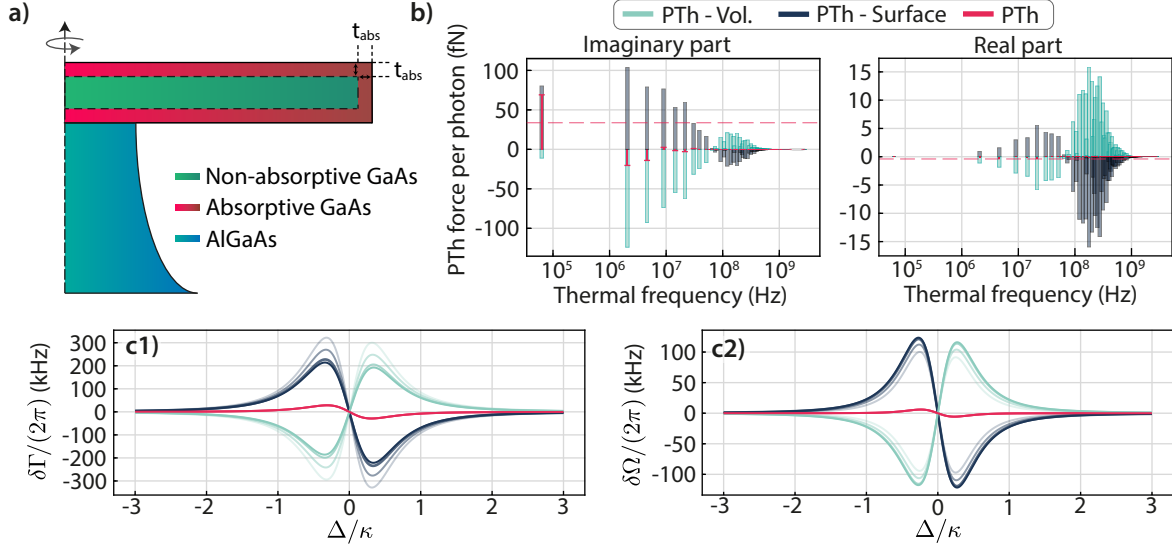 a)
t_abs
t_abs
Non-absorptive GaAs
Absorptive GaAs
AlGaAs
b)
PTh - Vol.
PTh - Surface
PTh
Imaginary part
Real part
PTh force per photon (fN)
100
50
0
-50
-100
10^5
10^6
10^7
10^8
10^9
Thermal frequency (Hz)
15
10
5
0
-5
-10
-15
10^5
10^6
10^7
10^8
10^9
Thermal frequency (Hz)
c1)
δΓ/(2π) (kHz)
300
200
100
0
-100
-200
-300
-3
-2
-1
0
1
2
3
Δ/κ
c2)
δΩ/(2π) (kHz)
100
50
0
-50
-100
-3
-2
-1
0
1
2
3
Δ/κ